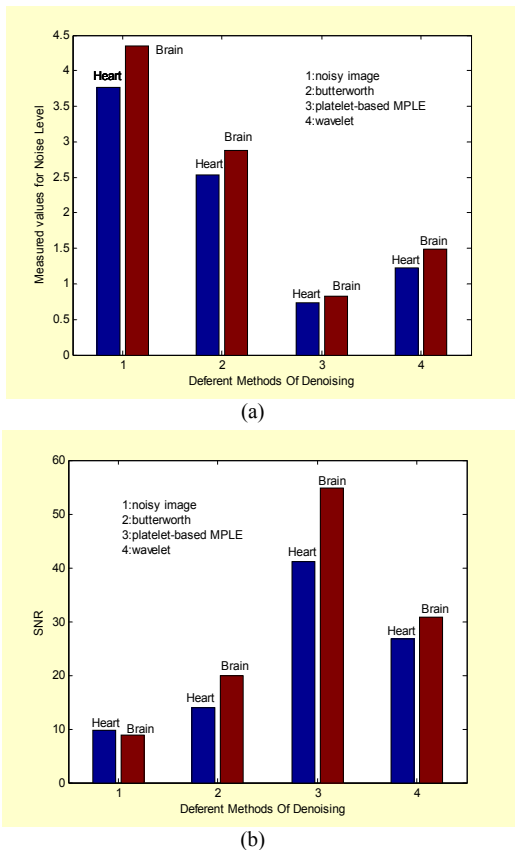 4.5
4
3.5
3
2.5
2
1.5
1
0.5
0
Measured values for Noise Level
Heart
Brain
Heart
Brain
Heart
Brain
Heart
Brain
1:noisy image
2:butterworth
3:platelet-based MPLE
4:wavelet
1 2 3 4
Deferent Methods Of Denoising
(a)
60
50
40
30
20
10
0
SNR
1:noisy image
2:butterworth
3:platelet-based MPLE
4:wavelet
Heart
Brain
Heart
Brain
Heart
Brain
Heart
Brain
1 2 3 4
Deferent Methods Of Denoising
(b)